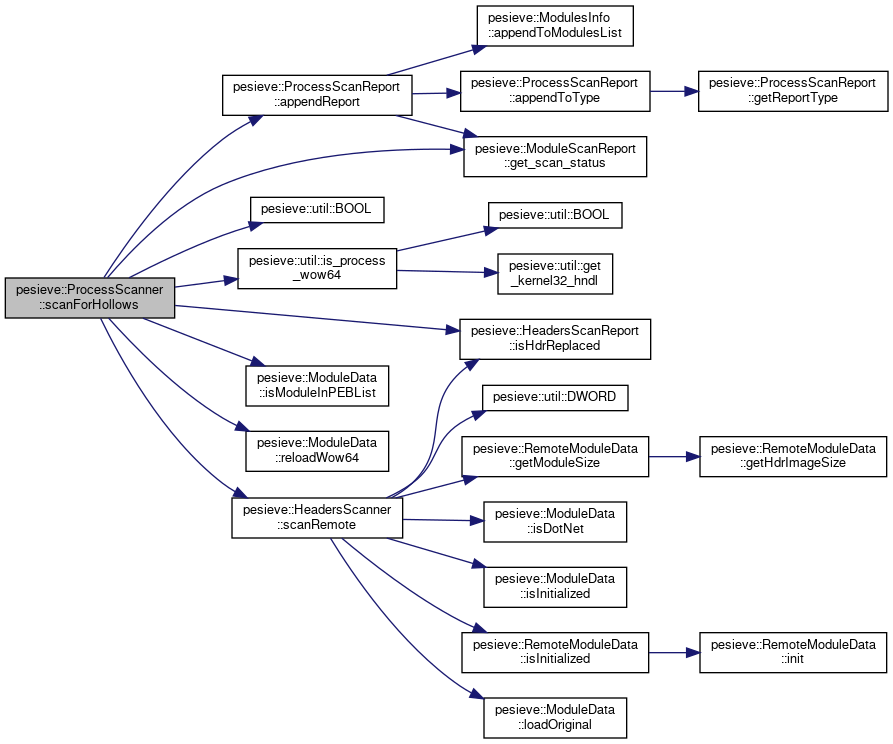 pesieve::ModulesInfo
::appendToModulesList
pesieve::ProcessScanReport
::appendReport
pesieve::ProcessScanReport
::appendToType
pesieve::ProcessScanReport
::getReportType
pesieve::ModuleScanReport
::get_scan_status
pesieve::util::BOOL
pesieve::util::BOOL
pesieve::util::is_process
_wow64
pesieve::util::get
_kernel32_hndl
pesieve::ProcessScanner
::scanForHollows
pesieve::HeadersScanReport
::isHdrReplaced
pesieve::ModuleData
::isModuleInPEBList
pesieve::util::DWORD
pesieve::ModuleData
::reloadWow64
pesieve::RemoteModuleData
::getModuleSize
pesieve::RemoteModuleData
::getHdrImageSize
pesieve::HeadersScanner
::scanRemote
pesieve::ModuleData
::isDotNet
pesieve::ModuleData
::isInitialized
pesieve::RemoteModuleData
::isInitialized
pesieve::RemoteModuleData
::init
pesieve::ModuleData
::loadOriginal